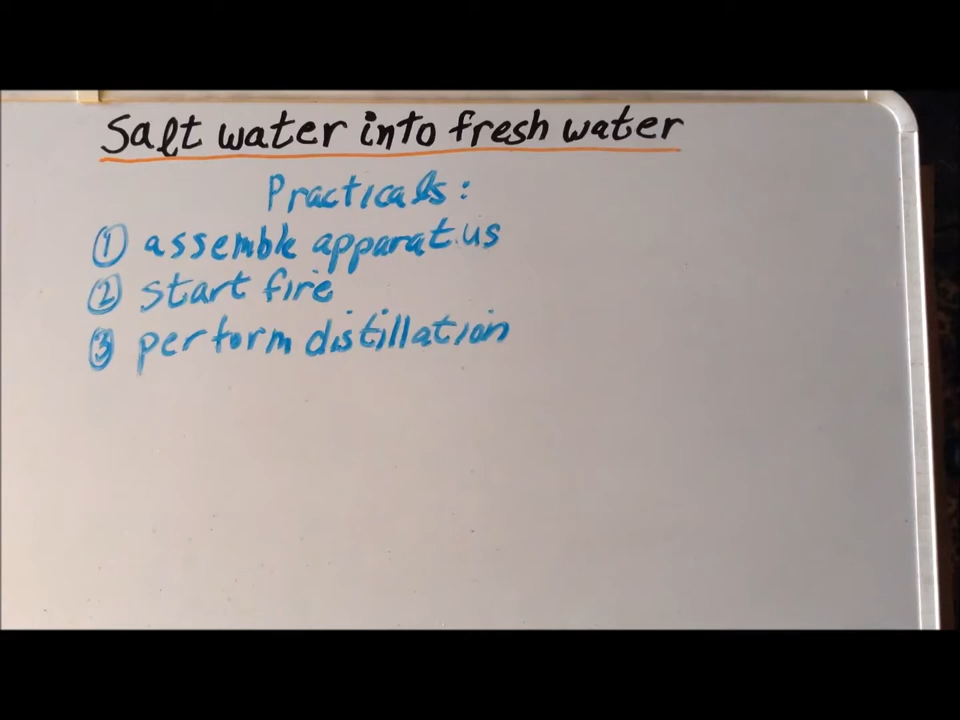 Salt water into fresh water
Practicals:
① assemble apparatus
② start fire
③ perform distillation